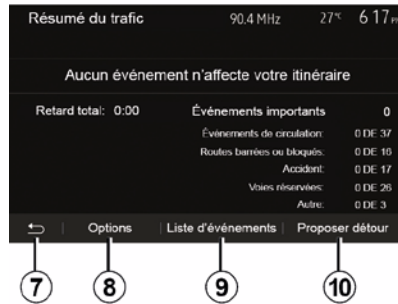 Résumé du trafic 90.4 MHz 27°C 6 17 PM
Aucun événement n'affecte votre itinéraire
Retard total: 0:00 Événements importants 0
Événements de circulation: 0 DE 37
Routes barrées ou bloqués: 0 DE 16
Accident: 0 DE 17
Voies réservées: 0 DE 26
Autre: 0 DE 3
Options Liste d'événements Proposer détour
7 8 9 10